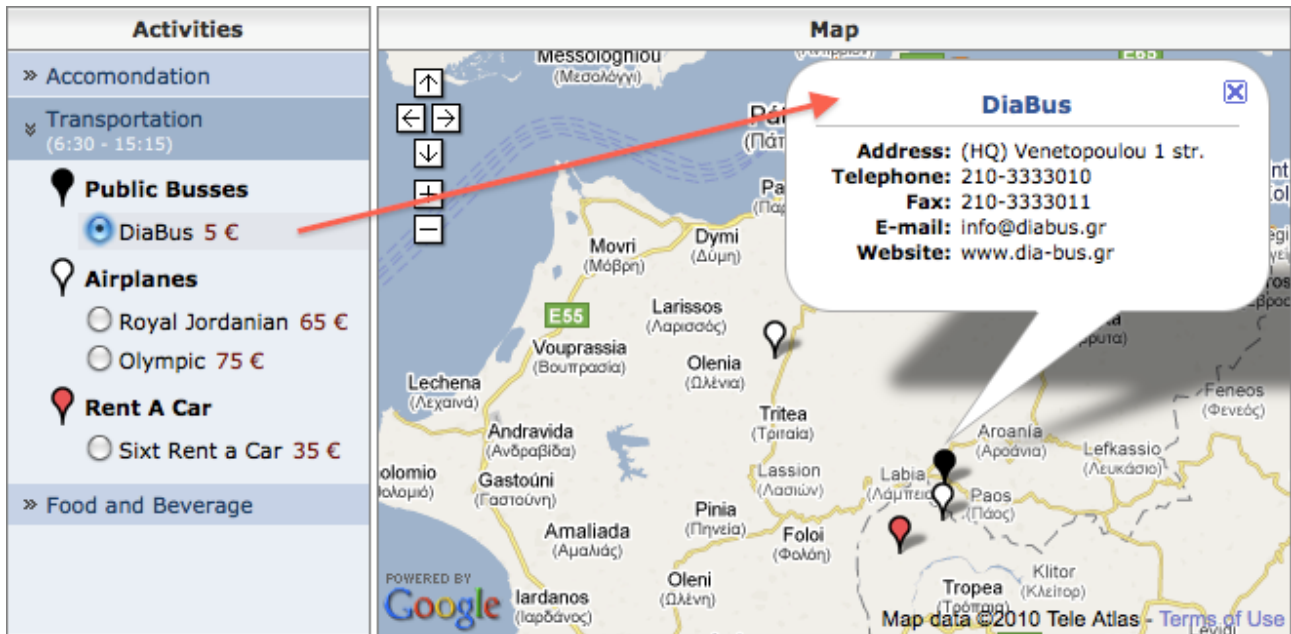 Activities
» Accomondation
Transportation
(6:30 - 15:15)
Public Busses
DiaBus 5 €
Airplanes
Royal Jordanian 65 €
Olympic 75 €
Rent A Car
Sixt Rent a Car 35 €
» Food and Beverage
Map
Messologniou
(Μεσολόγγι)
E65
DiaBus
Address: (HQ) Venetopoulou 1 str.
Telephone: 210-3333010
Fax: 210-3333011
E-mail: info@diabus.gr
Website: www.dia-bus.gr
Movri
(Μόβρη)
Dymi
(Δύμη)
E55
Larissos
(Λαρισσός)
Vouprassia
(Βουπρασία)
Olenia
(Ωλένια)
Lechena
(Λεχαινά)
Feneos
(Φενεός)
Tritea
(Τριταία)
Andravida
(Ανδραβίδα)
Aroanía
(Αροάνια)
Lefkassio
(Λευκάσιο)
Lassion
(Λασιών)
Labia
Gastoúni
(Γαστούνη)
Paos
(Πάος)
Pinia
(Πηνεία)
Amaliada
(Αμαλιάς)
Foloi
(Φολόη)
Klitor
(Κλείτορ)
Oleni
(Ωλένη)
Tropea
Iardanos
(Ιαρδάνος)
POWERED BY
Google
Map data ©2010 Tele Atlas - Terms of Use